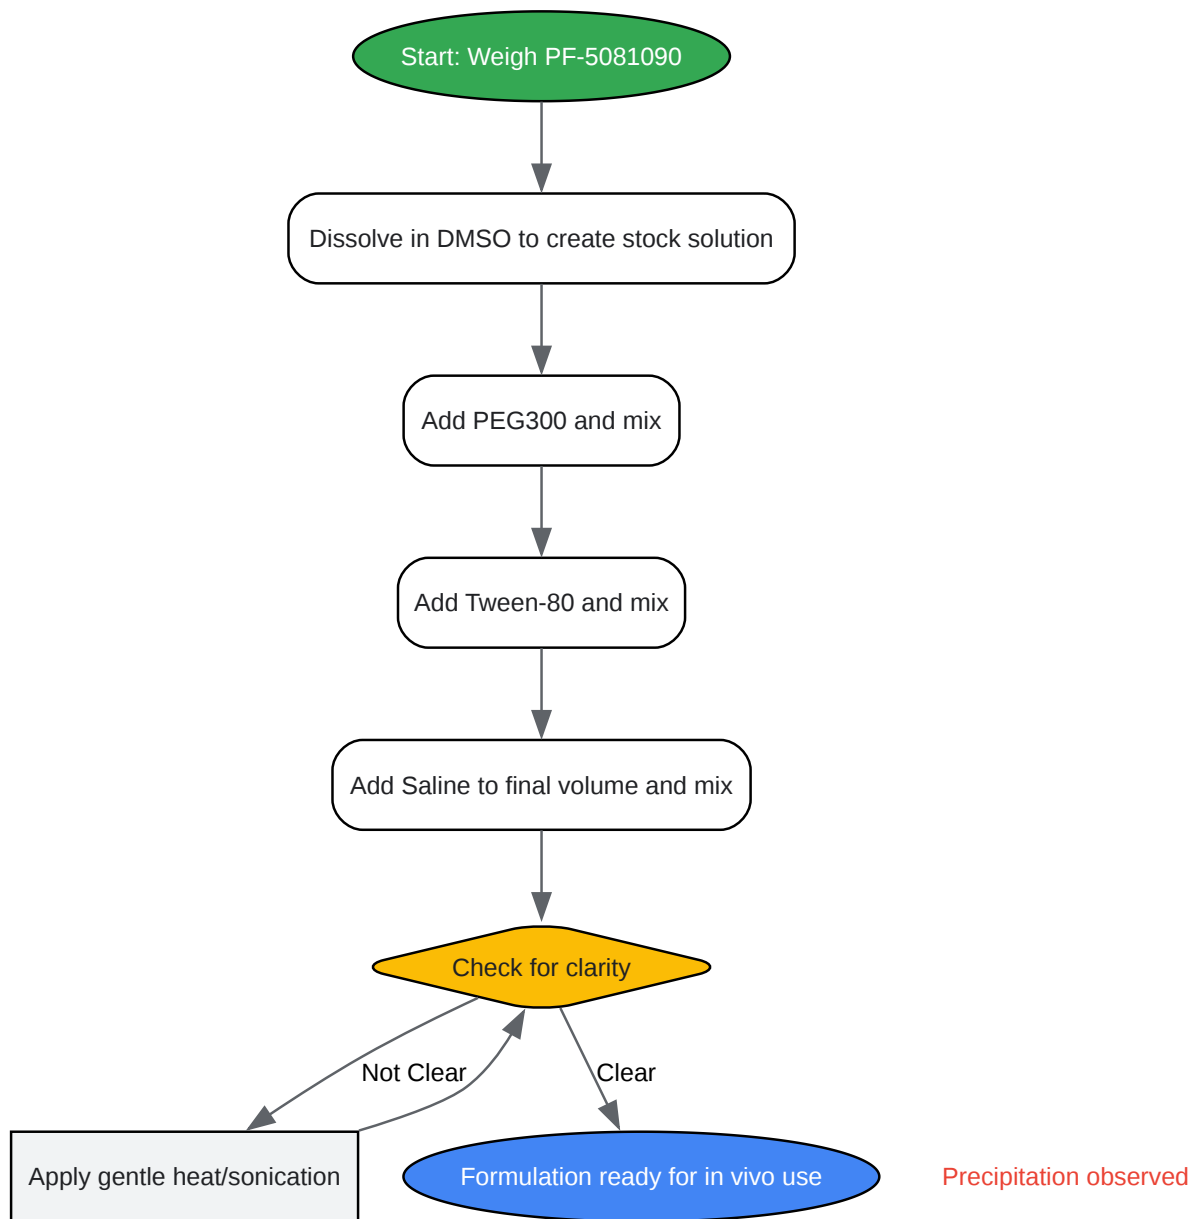 Start: Weigh PF-5081090
Dissolve in DMSO to create stock solution
Add PEG300 and mix
Add Tween-80 and mix
Add Saline to final volume and mix
Check for clarity
Not Clear
Clear
Apply gentle heat/sonication
Formulation ready for in vivo use
Precipitation observed